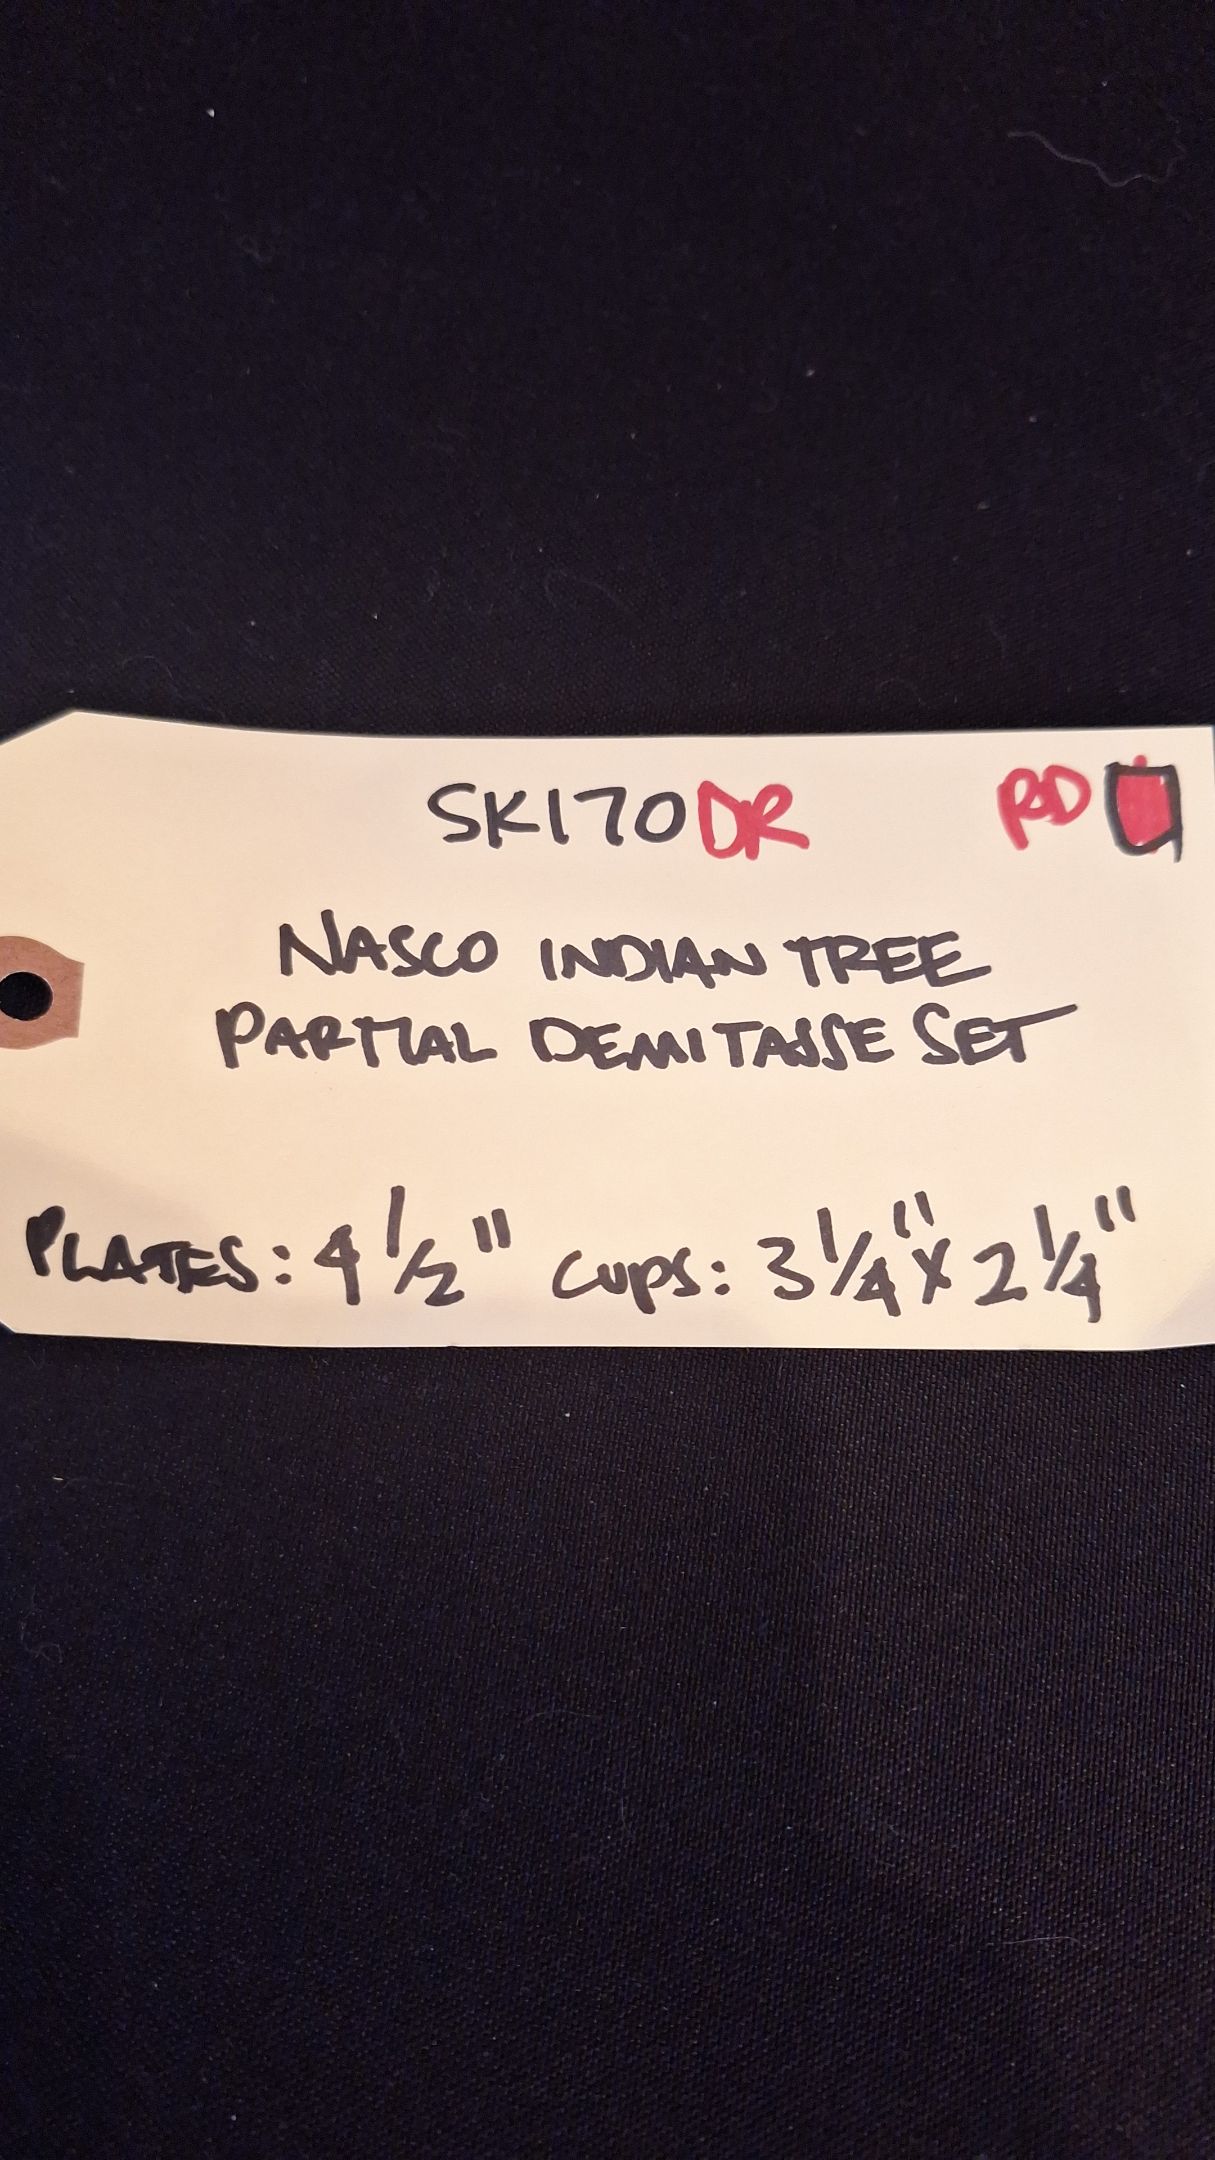 SK170DR RD
NASCO INDIAN TREE
PARTIAL DEMITASSE SET
PLATES: 4 1/2" CUPS: 3 1/4" X 2 1/4"